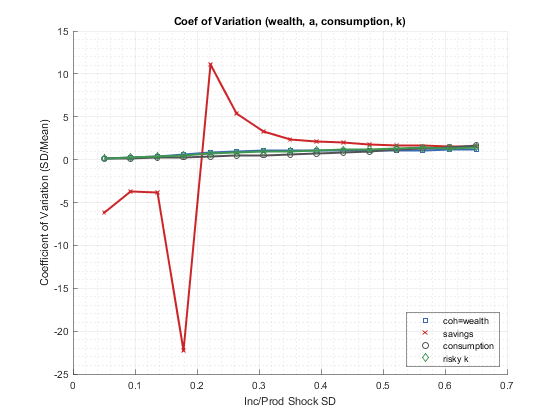 Coef of Variation (wealth, a, consumption, k)
Coefficient of Variation (SD/Mean)
15
10
5
0
-5
-10
-15
-20
-25
0
0.1
0.2
0.3
0.4
0.5
0.6
0.7
Inc/Prod Shock SD
coh=wealth
savings
consumption
risky k